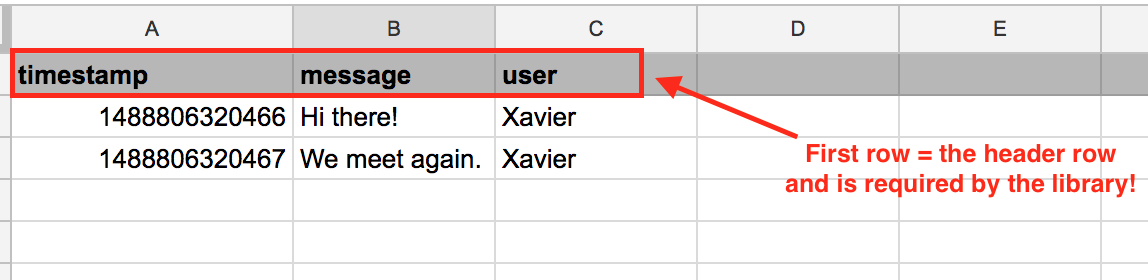 A B C D E
timestamp message user
1488806320466 Hi there! Xavier
1488806320467 We meet again. Xavier
First row = the header row
and is required by the library!